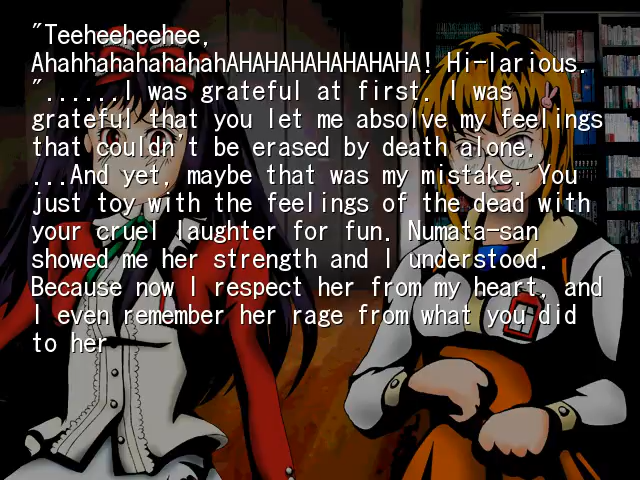 "Teeheeheehee,
AhahhahahahahahAHAHAHAHAHAHAHA! Hi-larious.
"......I was grateful at first. I was
grateful that you let me absolve my feelings
that couldn't be erased by death alone.
...And yet, maybe that was my mistake. You
just toy with the feelings of the dead with
your cruel laughter for fun. Numata-san
showed me her strength and I understood.
Because now I respect her from my heart, and
I even remember her rage from what you did
to her――